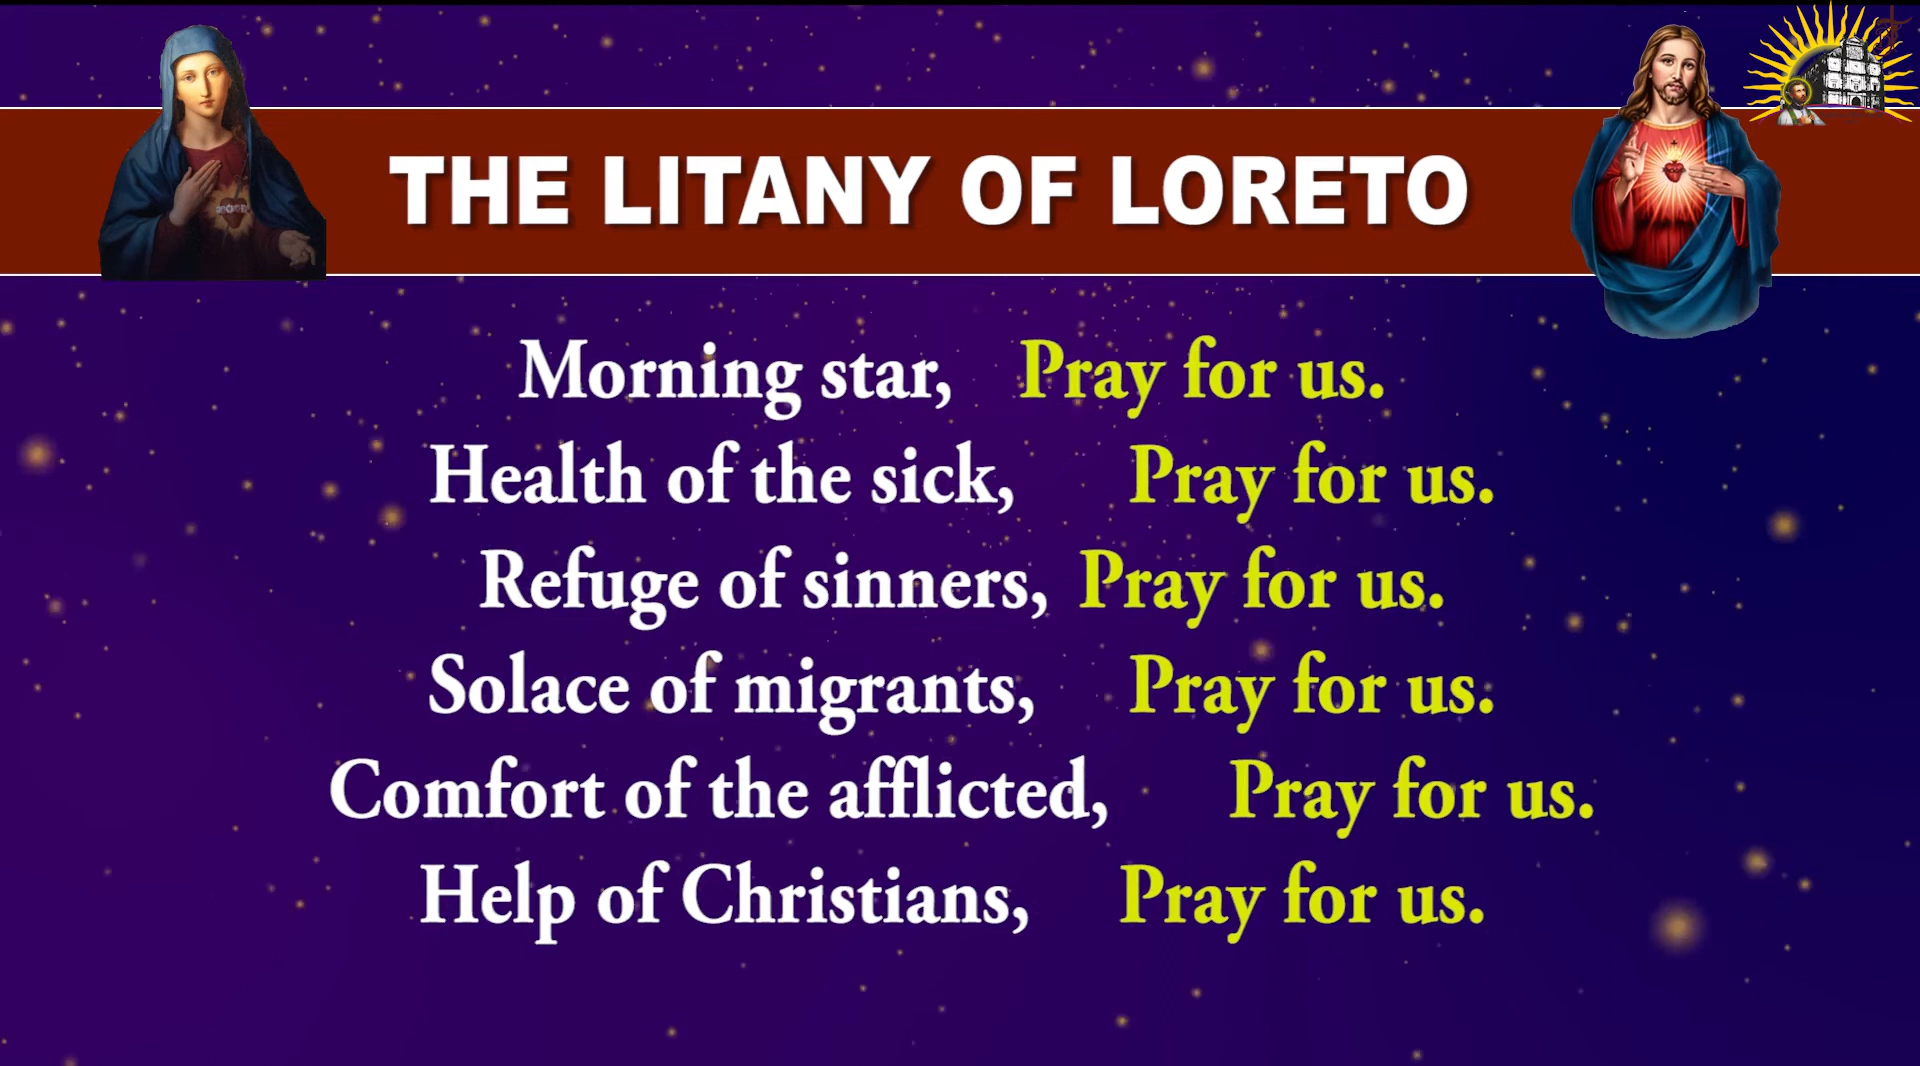 THE LITANY OF LORETO
Morning star, Pray for us.
Health of the sick, Pray for us.
Refuge of sinners, Pray for us.
Solace of migrants, Pray for us.
Comfort of the afflicted, Pray for us.
Help of Christians, Pray for us.